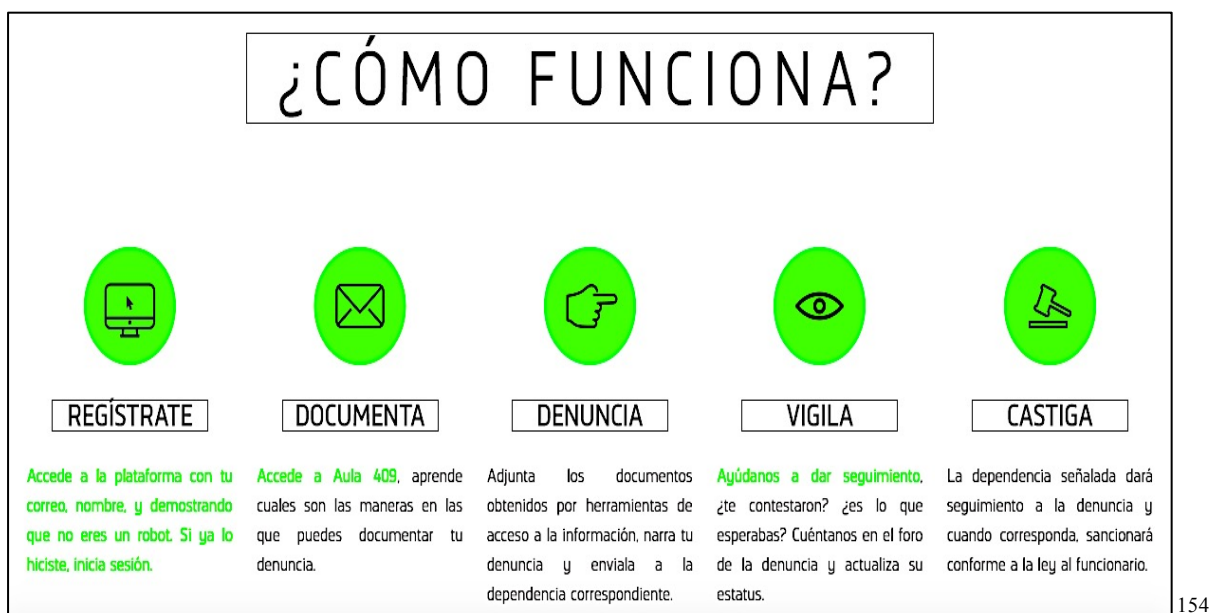 ¿CÓMO FUNCIONA?
REGÍSTRATE
Accede a la plataforma con tu
correo, nombre, y demostrando
que no eres un robot. Si ya lo
hiciste, inicia sesión.
DOCUMENTA
Accede a Aula 409, aprende
cuales son las maneras en las
que puedes documentar tu
denuncia.
DENUNCIA
Adjunta los documentos
obtenidos por herramientas de
acceso a la información, narra tu
denuncia y enviala a la
dependencia correspondiente.
VIGILA
Ayúdanos a dar seguimiento,
¿te contestaron? ¿es lo que
esperabas? Cuéntanos en el foro
de la denuncia y actualiza su
estatus.
CASTIGA
La dependencia señalada dará
seguimiento a la denuncia y
cuando corresponda, sancionará
conforme a la ley al funcionario.
154